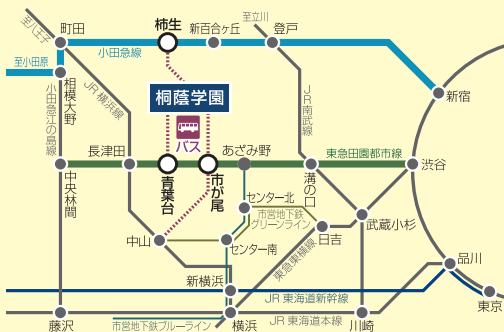 至八王子
町田
柿生
新百合ヶ丘
至立川
登戸
小田急線
至小田原
相模大野
JR 横浜線
桐蔭学園
バス
JR南武線
新宿
小田急江の島線
長津田
あざみ野
東急田園都市線
渋谷
中央林間
青葉台
市が尾
溝の口
センター北
市営地下鉄
グリーンライン
武蔵小杉
日吉
中山
センター南
東急東横線
品川
新横浜
JR 東海道新幹線
東京
藤沢
市営地下鉄ブルーライン
横浜
JR 東海道本線
川崎